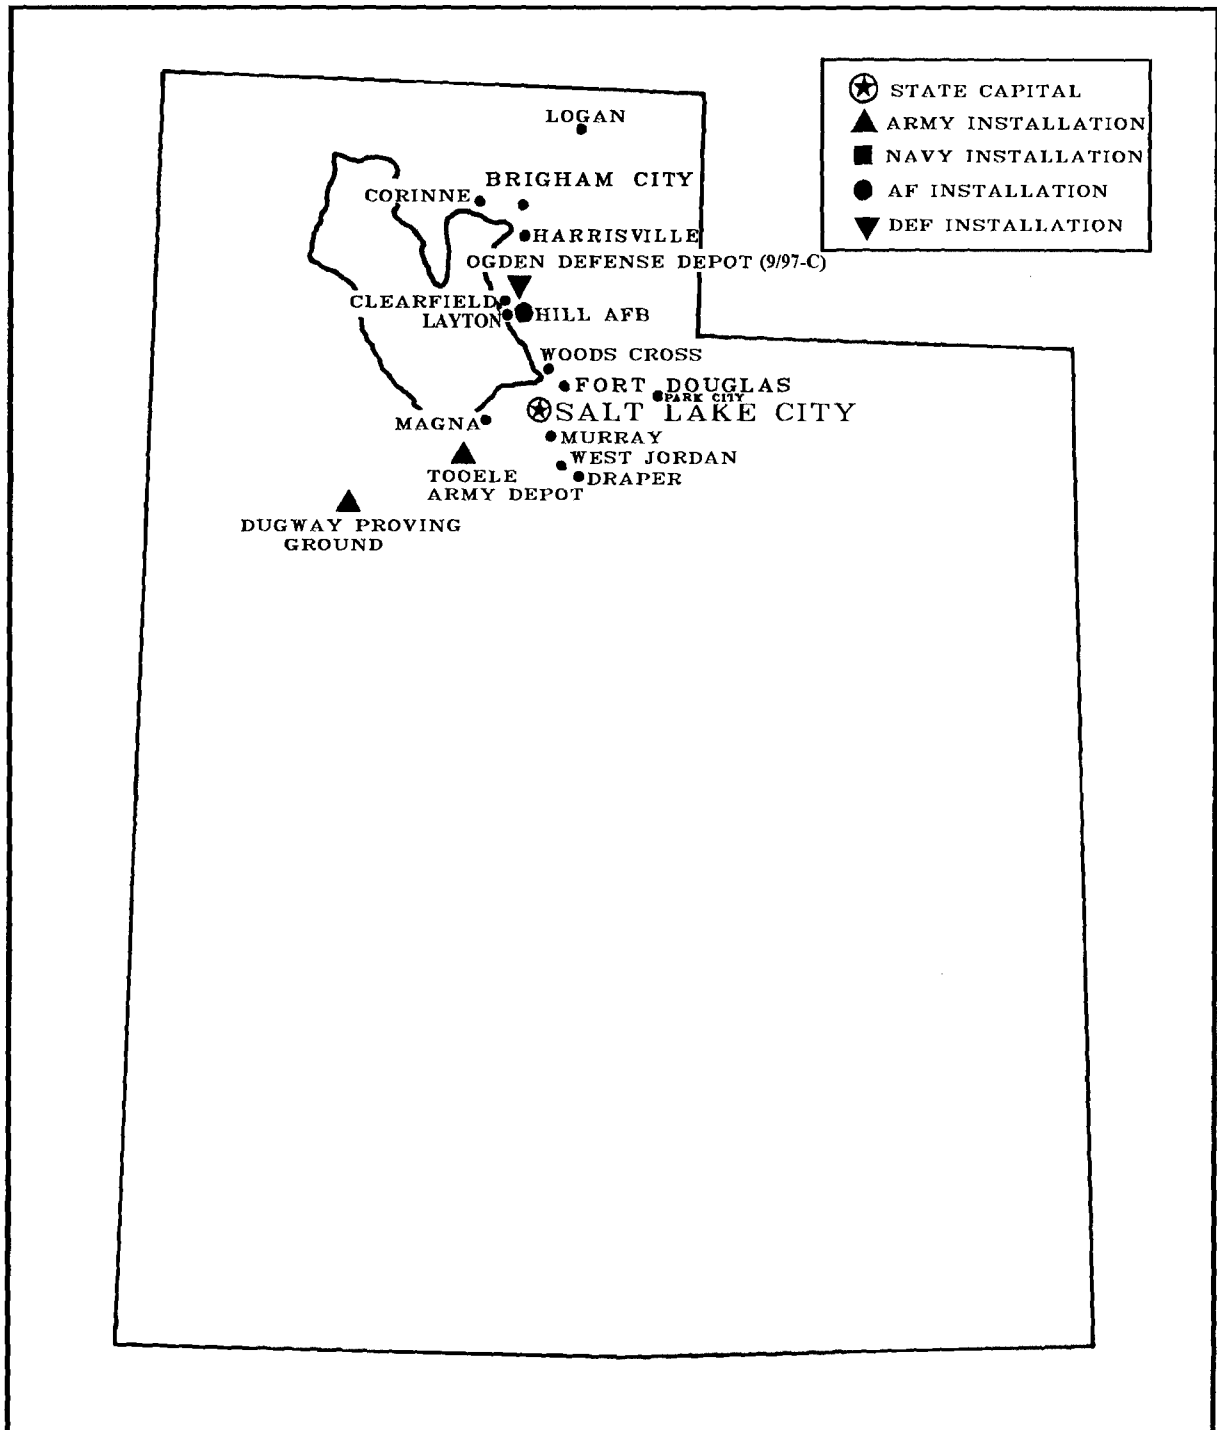 STATE CAPITAL
ARMY INSTALLATION
NAVY INSTALLATION
AF INSTALLATION
DEF INSTALLATION
LOGAN
BRIGHAM CITY
CORINNE
HARRISVILLE
OGDEN DEFENSE DEPOT (9/97-C)
CLEARFIELD
LAYTON
HILL AFB
WOODS CROSS
FORT DOUGLAS
PARK CITY
SALT LAKE CITY
MAGNA
MURRAY
WEST JORDAN
TOOELE
ARMY DEPOT
DRAPER
DUGWAY PROVING
GROUND